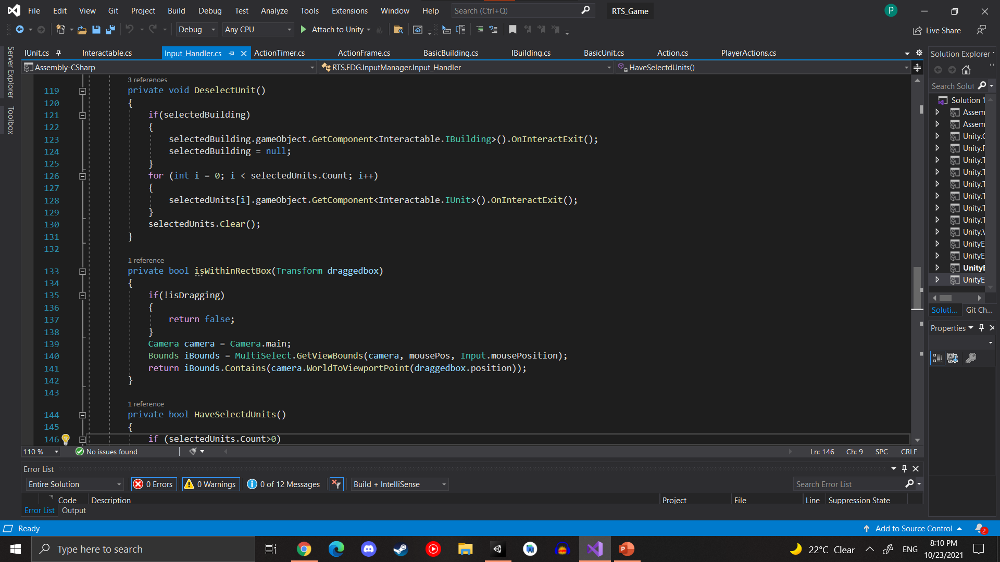 File Edit View Git Project Build Debug Test Analyze Tools Extensions Window Help Search (Ctrl+Q) RTS_Game P
Debug Any CPU Attach to Unity Live Share
IUnit.cs Interactable.cs Input_Handler.cs ActionTimer.cs ActionFrame.cs BasicBuilding.cs IBuilding.cs BasicUnit.cs Action.cs PlayerActions.cs
Assembly-CSharp RTS.FDG.InputManager.Input_Handler HaveSelectdUnits()
Server Explorer
Toolbox
3 references
119 private void DeselectUnit()
120 {
121 if(selectedBuilding)
122 {
123 selectedBuilding.gameObject.GetComponent<Interactable.IBuilding>().OnInteractExit();
124 selectedBuilding = null;
125 }
126 for (int i = 0; i < selectedUnits.Count; i++)
127 {
128 selectedUnits[i].gameObject.GetComponent<Interactable.IUnit>().OnInteractExit();
129 }
130 selectedUnits.Clear();
131 }
132
1 reference
133 private bool isWithinRectBox(Transform draggedbox)
134 {
135 if(!isDragging)
136 {
137 return false;
138 }
139 Camera camera = Camera.main;
140 Bounds iBounds = MultiSelect.GetViewBounds(camera, mousePos, Input.mousePosition);
141 return iBounds.Contains(camera.WorldToViewportPoint(draggedbox.position));
142 }
143
1 reference
144 private bool HaveSelectdUnits()
145 {
146 if (selectedUnits.Count>0)
110 % No issues found Ln: 146 Ch: 9 SPC CRLF
Error List
Entire Solution 0 Errors 0 Warnings 0 of 12 Messages Build + IntelliSense Search Error List
Code Description Project File Line Suppression State
Error List Output
Solution Explorer
Search Solut
Solution '
Assem
Assem
Unity.
Unity.
Unity.T
Unity.T
Unity.T
Unity.T
Unity.T
Unity.T
Unity.
UnityE
UnityE
UnityE
UnityE
Soluti... Git Ch...
Properties
Ready Add to Source Control 2
Type here to search 22°C Clear ENG 8:10 PM
10/23/2021